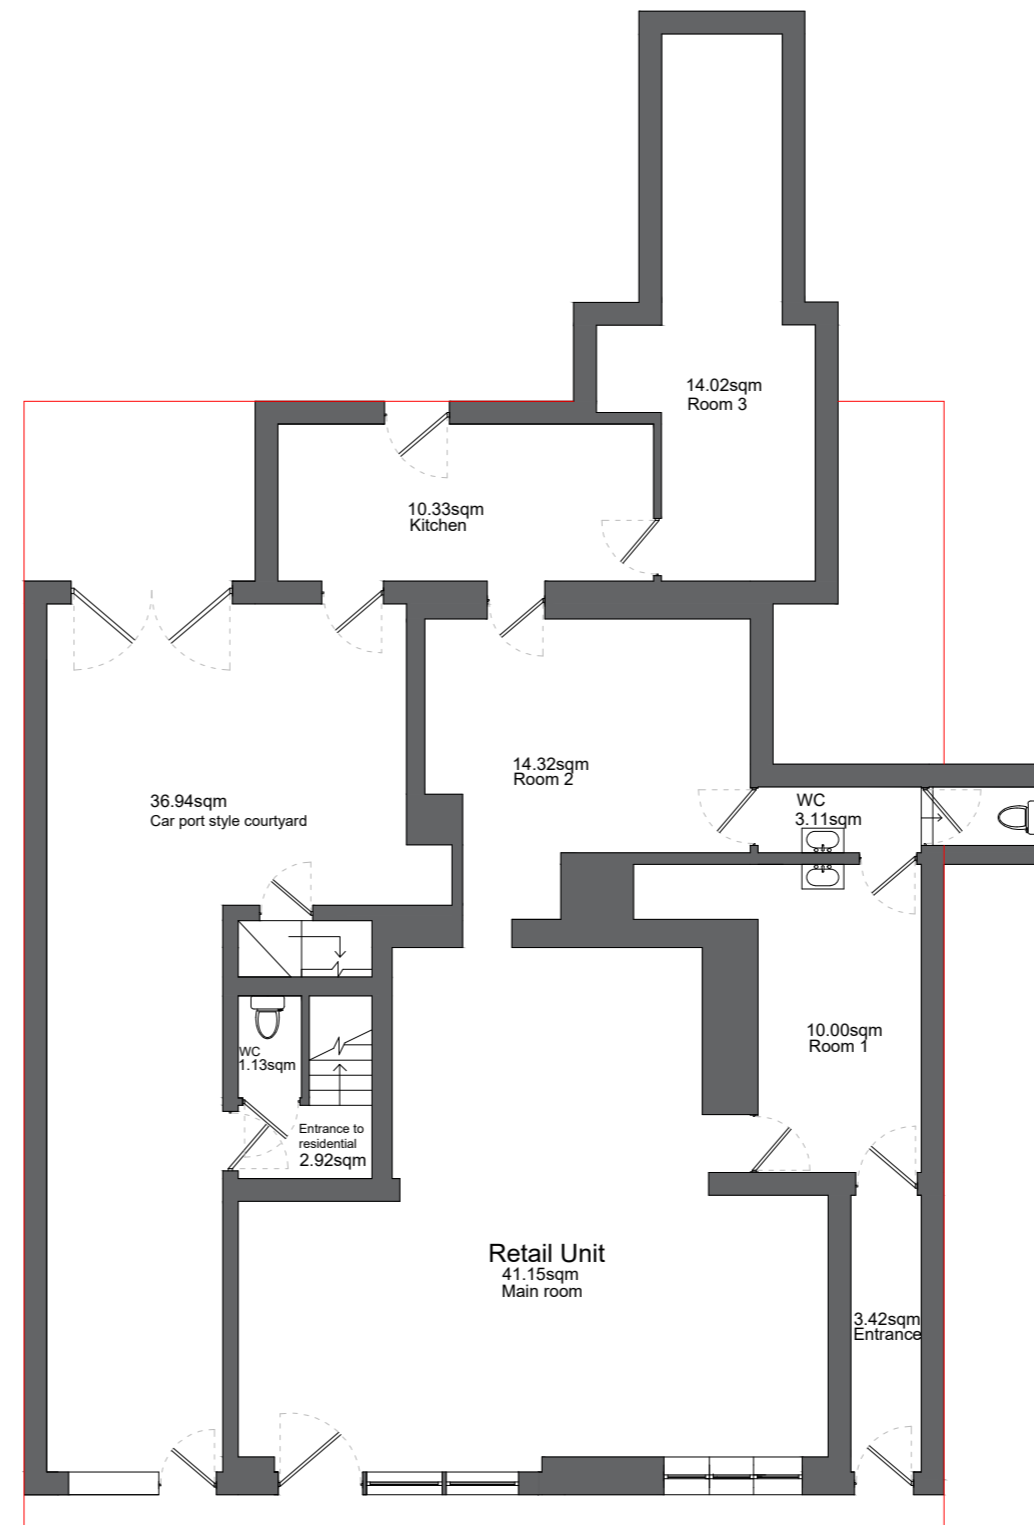 14.02sqm
Room 3
10.33sqm
Kitchen
14.32sqm
Room 2
36.94sqm
Car port style courtyard
WC
3.11sqm
10.00sqm
Room 1
WC
1.13sqm
Entrance to
residential
2.92sqm
Retail Unit
41.15sqm
Main room
3.42sqm
Entrance